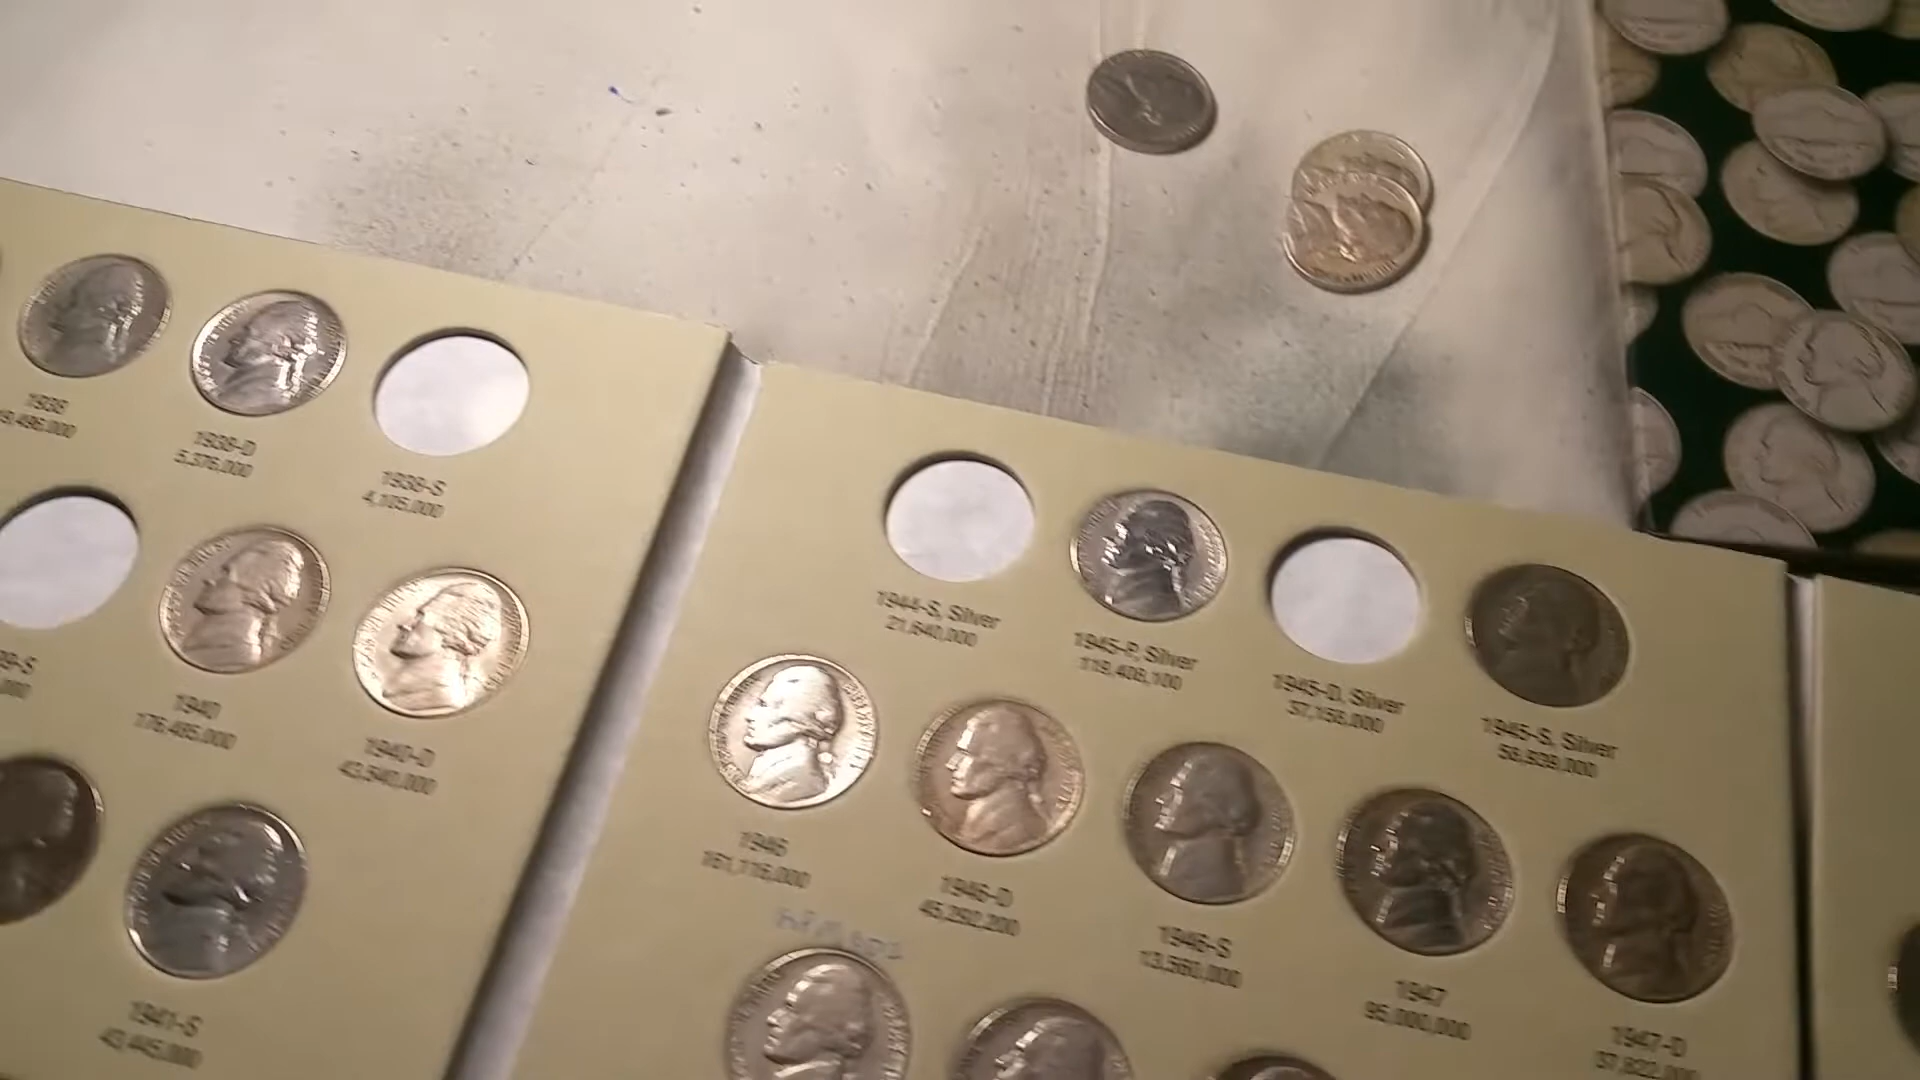 1938
1938-D
5,376,000
1938-S
4,105,000
1940
176,485,000
1940-D
43,540,000
1941-S
43,445,000
1944-S, Silver
21,640,000
1945-P, Silver
119,408,100
1945-D, Silver
37,158,000
1945-S, Silver
58,939,000
1946
161,116,000
1946-D
45,292,200
1946-S
13,560,000
1947
95,000,000
1947-D
37,822,000